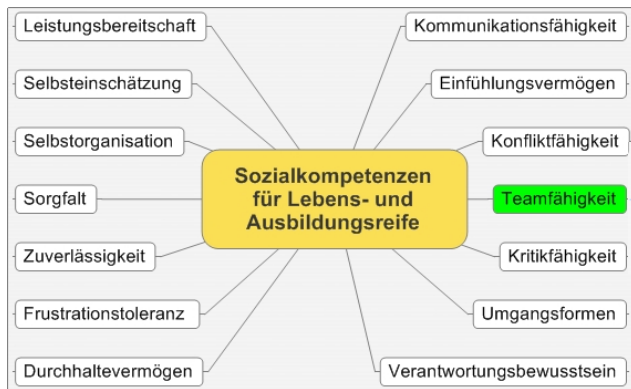 Leistungsbereitschaft
Selbsteinschätzung
Selbstorganisation
Sorgfalt
Zuverlässigkeit
Frustrationstoleranz
Durchhaltevermögen
Sozialkompetenzen
für Lebens- und
Ausbildungsreife
Kommunikationsfähigkeit
Einfühlungsvermögen
Konfliktfähigkeit
Teamfähigkeit
Kritikfähigkeit
Umgangsformen
Verantwortungsbewusstsein